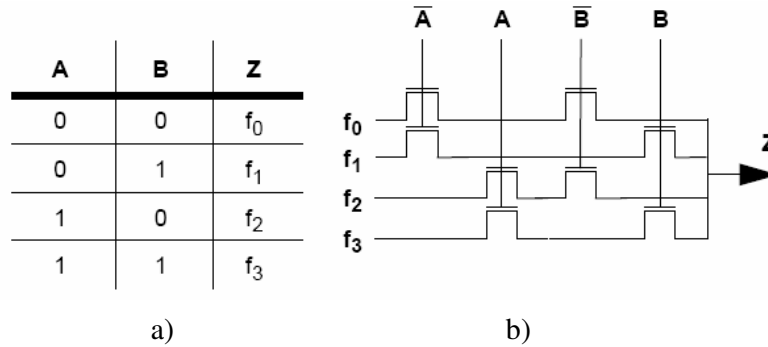 A B Z
0 0 f₀
0 1 f₁
1 0 f₂
1 1 f₃
a)
A̅ A B̅ B
f₀
f₁
f₂
f₃
Z
b)